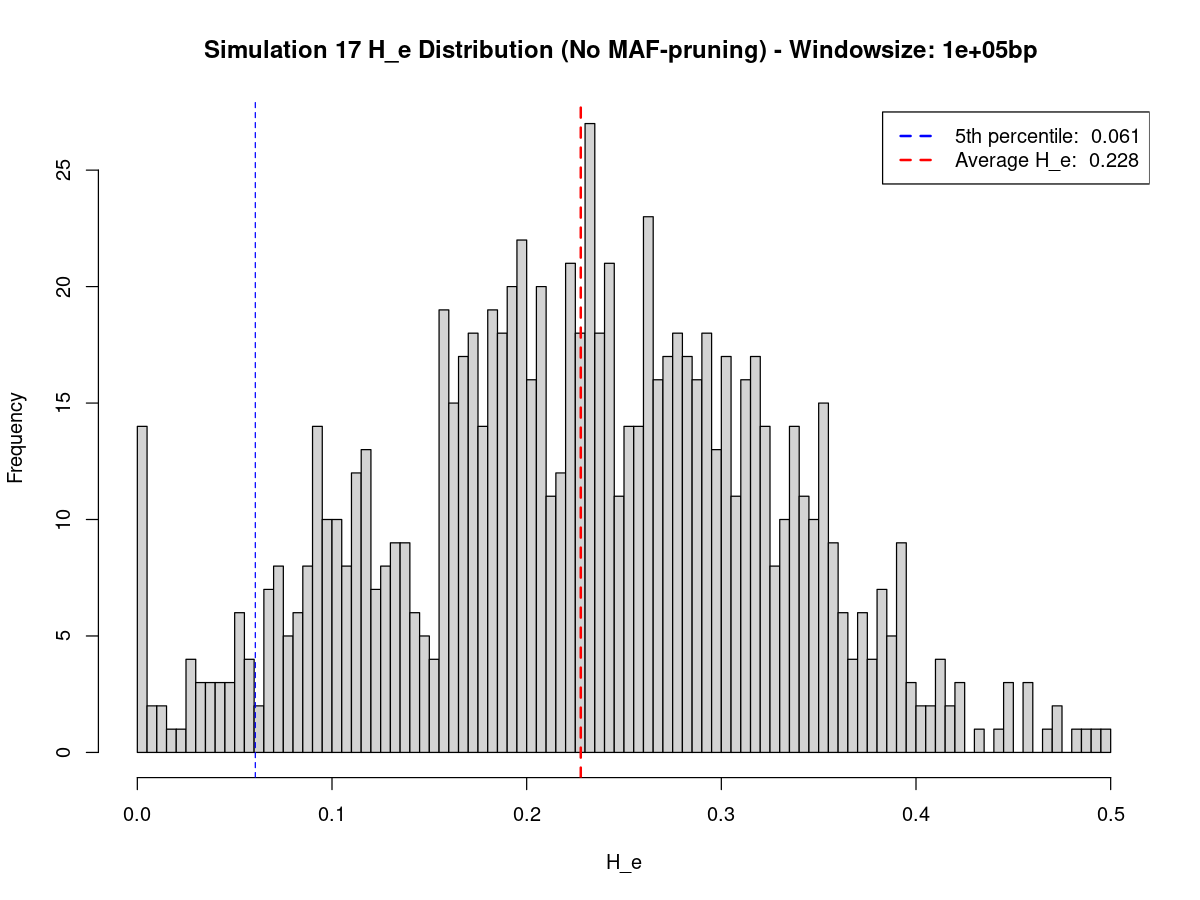 Simulation 17 H_e Distribution (No MAF-pruning) - Windowsize: 1e+05bp
5th percentile: 0.061
Average H_e: 0.228
Frequency
25
20
15
10
5
0
0.0 0.1 0.2 0.3 0.4 0.5
H_e